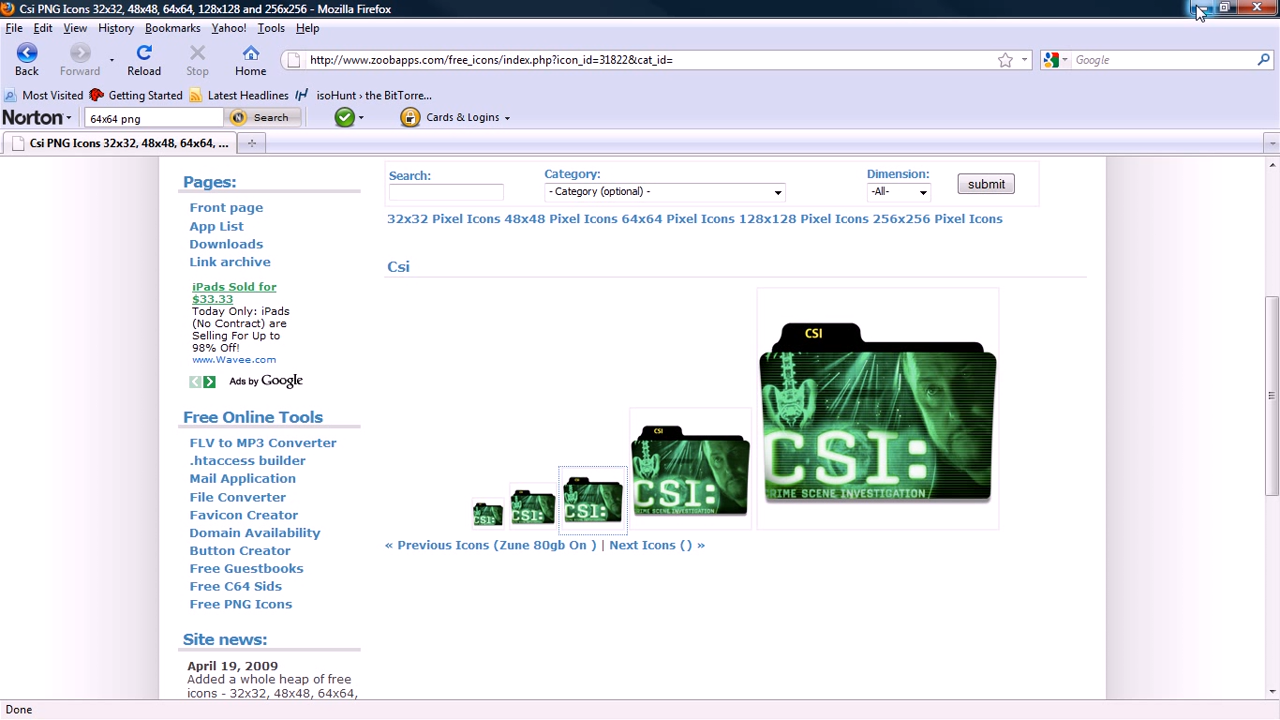 Csi PNG Icons 32x32, 48x48, 64x64, 128x128 and 256x256 - Mozilla Firefox
File Edit View History Bookmarks Yahoo! Tools Help
http://www.zoobapps.com/free_icons/index.php?icon_id=31822&cat_id=
Google
Back Forward Reload Stop Home
Most Visited Getting Started Latest Headlines isoHunt › the BitTorre...
Norton 64x64 png Search Cards & Logins
Csi PNG Icons 32x32, 48x48, 64x64, ...
Pages:
Front page
App List
Downloads
Link archive
iPads Sold for
$33.33
Today Only: iPads
(No Contract) are
Selling For Up to
98% Off!
www.Wavee.com
Ads by Google
Free Online Tools
FLV to MP3 Converter
.htaccess builder
Mail Application
File Converter
Favicon Creator
Domain Availability
Button Creator
Free Guestbooks
Free C64 Sids
Free PNG Icons
Site news:
April 19, 2009
Added a whole heap of free
icons - 32x32, 48x48, 64x64,
Search: Category: Dimension:
- Category (optional) - -All- submit
32x32 Pixel Icons 48x48 Pixel Icons 64x64 Pixel Icons 128x128 Pixel Icons 256x256 Pixel Icons
Csi
CSI:
CSI:
CSI:
CSI
CSI:
CRIME SCENE INVESTIGATION
CSI
CSI:
CRIME SCENE INVESTIGATION
« Previous Icons (Zune 80gb On ) | Next Icons () »
Done